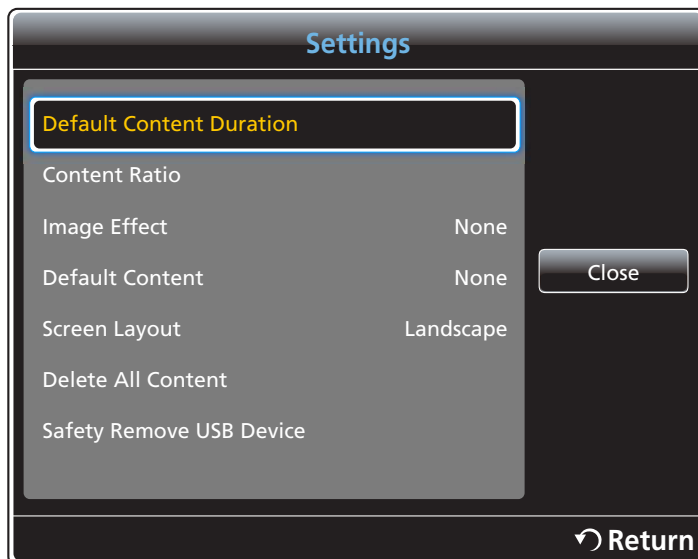 Settings
Default Content Duration
Content Ratio
Image Effect None
Default Content None
Close
Screen Layout Landscape
Delete All Content
Safety Remove USB Device
Return